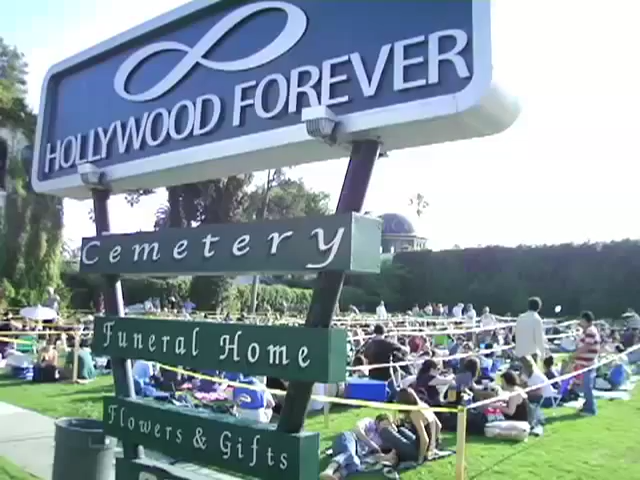 HOLLYWOOD FOREVER
Cemetery
Funeral Home
Flowers & Gifts